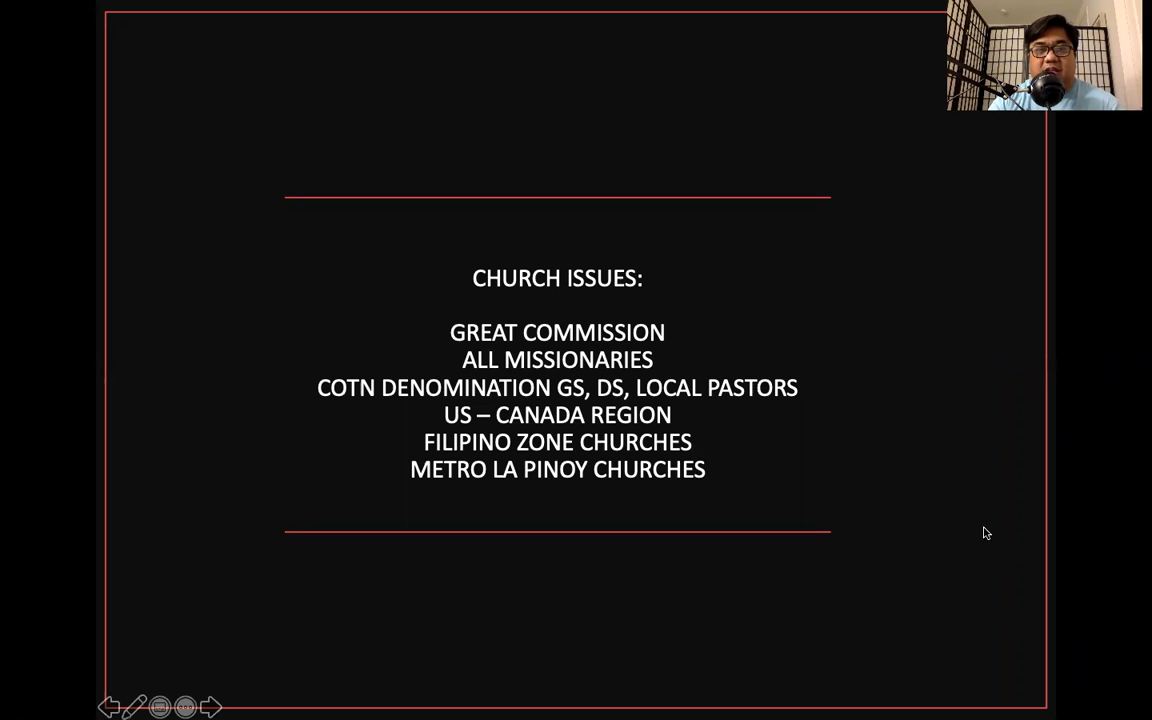 CHURCH ISSUES:
GREAT COMMISSION
ALL MISSIONARIES
COTN DENOMINATION GS, DS, LOCAL PASTORS
US – CANADA REGION
FILIPINO ZONE CHURCHES
METRO LA PINOY CHURCHES